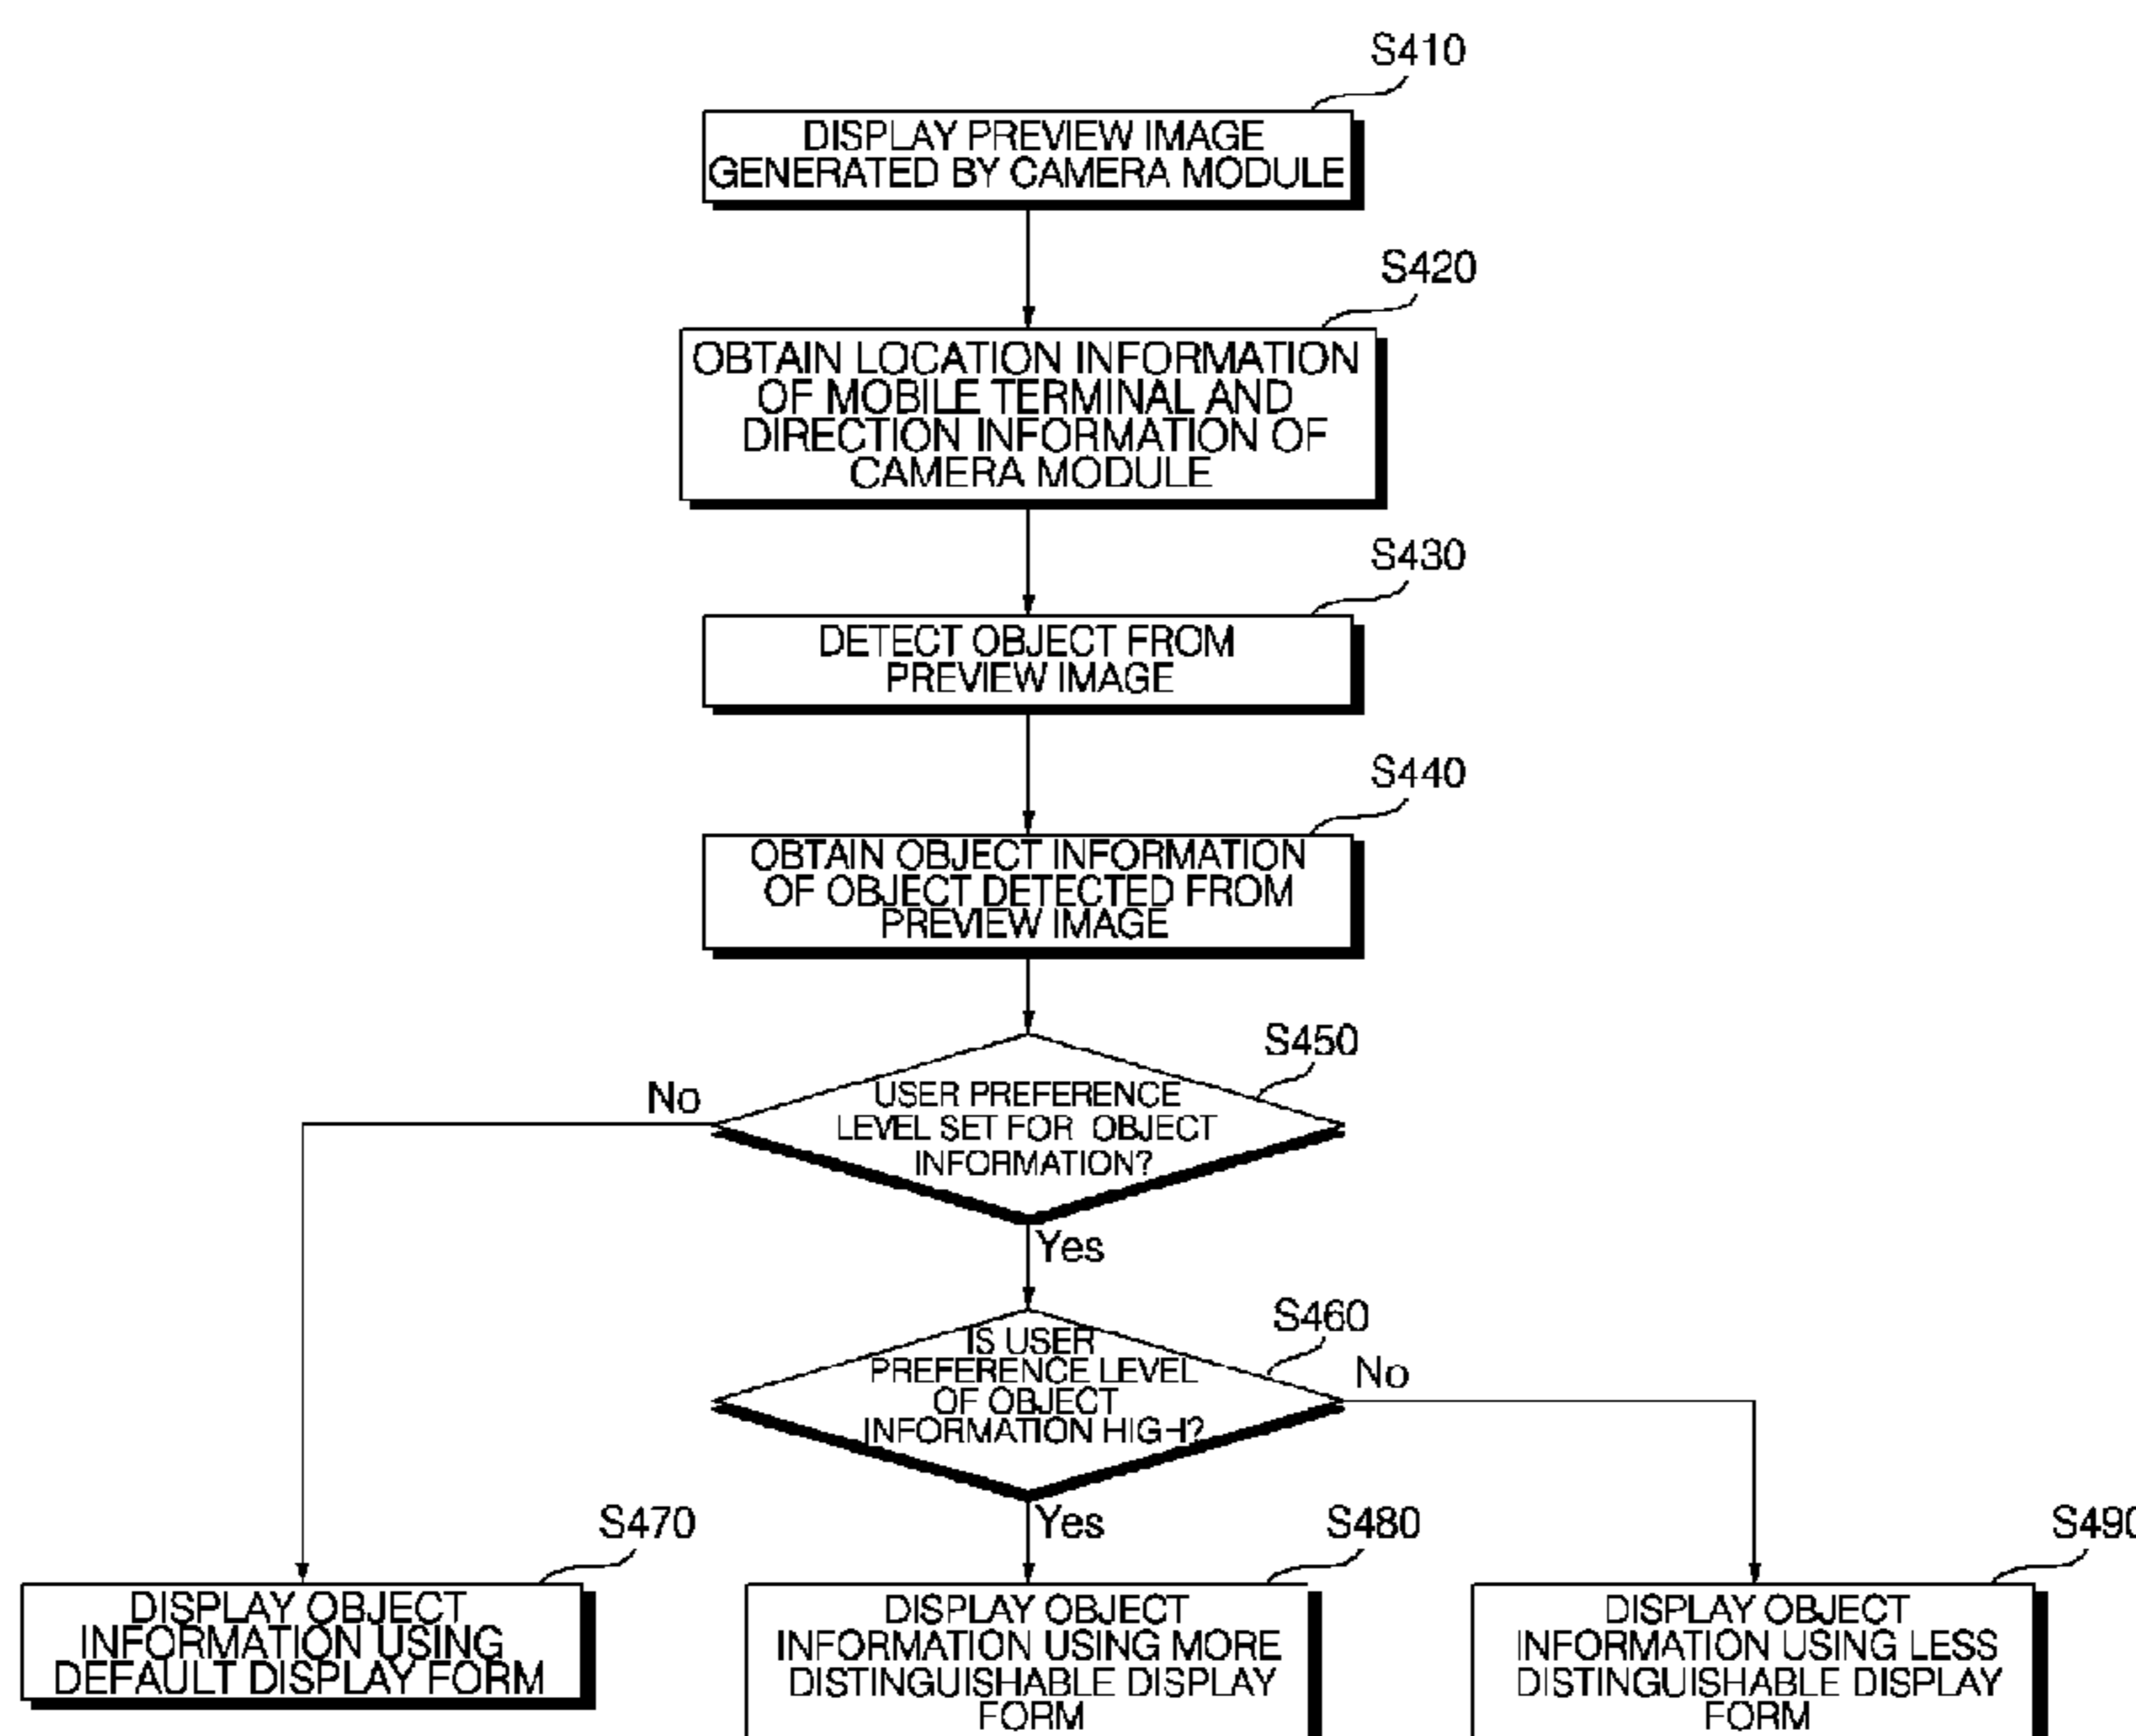 S410
DISPLAY PREVIEW IMAGE
GENERATED BY CAMERA MODULE
S420
OBTAIN LOCATION INFORMATION
OF MOBILE TERMINAL AND
DIRECTION INFORMATION OF
CAMERA MODULE
S430
DETECT OBJECT FROM
PREVIEW IMAGE
S440
OBTAIN OBJECT INFORMATION
OF OBJECT DETECTED FROM
PREVIEW IMAGE
S450
No
USER PREFERENCE
LEVEL SET FOR OBJECT
INFORMATION?
Yes
S460
IS USER
PREFERENCE LEVEL
OF OBJECT
INFORMATION HIGH?
No
Yes
S470
DISPLAY OBJECT
INFORMATION USING
DEFAULT DISPLAY FORM
S480
DISPLAY OBJECT
INFORMATION USING MORE
DISTINGUISHABLE DISPLAY
FORM
S490
DISPLAY OBJECT
INFORMATION USING LESS
DISTINGUISHABLE DISPLAY
FORM